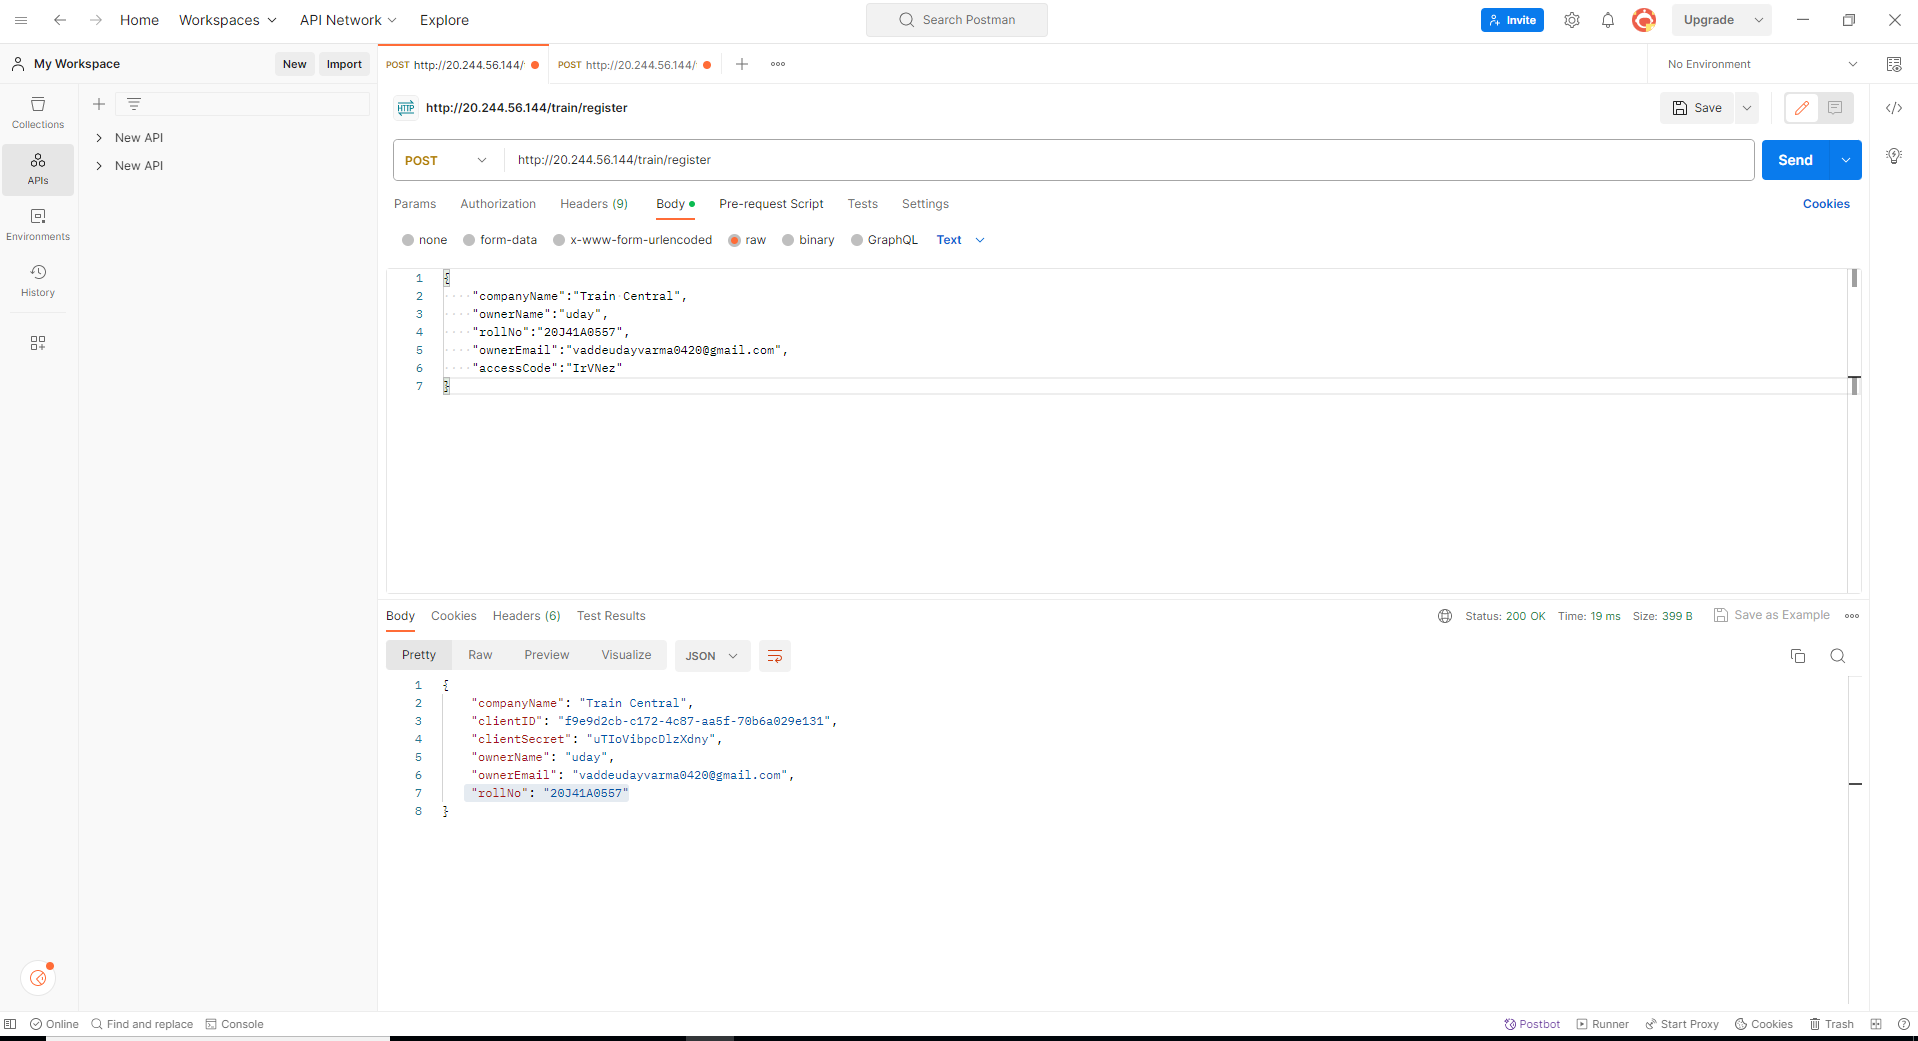 Home Workspaces API Network Explore Search Postman Invite Upgrade
My Workspace New Import POST http://20.244.56.144/ POST http://20.244.56.144/ No Environment
Collections
APIs
Environments
History
New API
New API
HTTP http://20.244.56.144/train/register Save
POST http://20.244.56.144/train/register Send
Params Authorization Headers (9) Body Pre-request Script Tests Settings Cookies
none form-data x-www-form-urlencoded raw binary GraphQL Text
1 {
2 "companyName":"Train Central",
3 "ownerName":"uday",
4 "rollNo":"20J41A0557",
5 "ownerEmail":"vaddeudayvarma0420@gmail.com",
6 "accessCode":"IrVNez"
7 }
Body Cookies Headers (6) Test Results Status: 200 OK Time: 19 ms Size: 399 B Save as Example
Pretty Raw Preview Visualize JSON
1 {
2 "companyName": "Train Central",
3 "clientID": "f9e9d2cb-c172-4c87-aa5f-70b6a029e131",
4 "clientSecret": "uTIoVibpcDlzXdny",
5 "ownerName": "uday",
6 "ownerEmail": "vaddeudayvarma0420@gmail.com",
7 "rollNo": "20J41A0557"
8 }
Online Find and replace Console Postbot Runner Start Proxy Cookies Trash